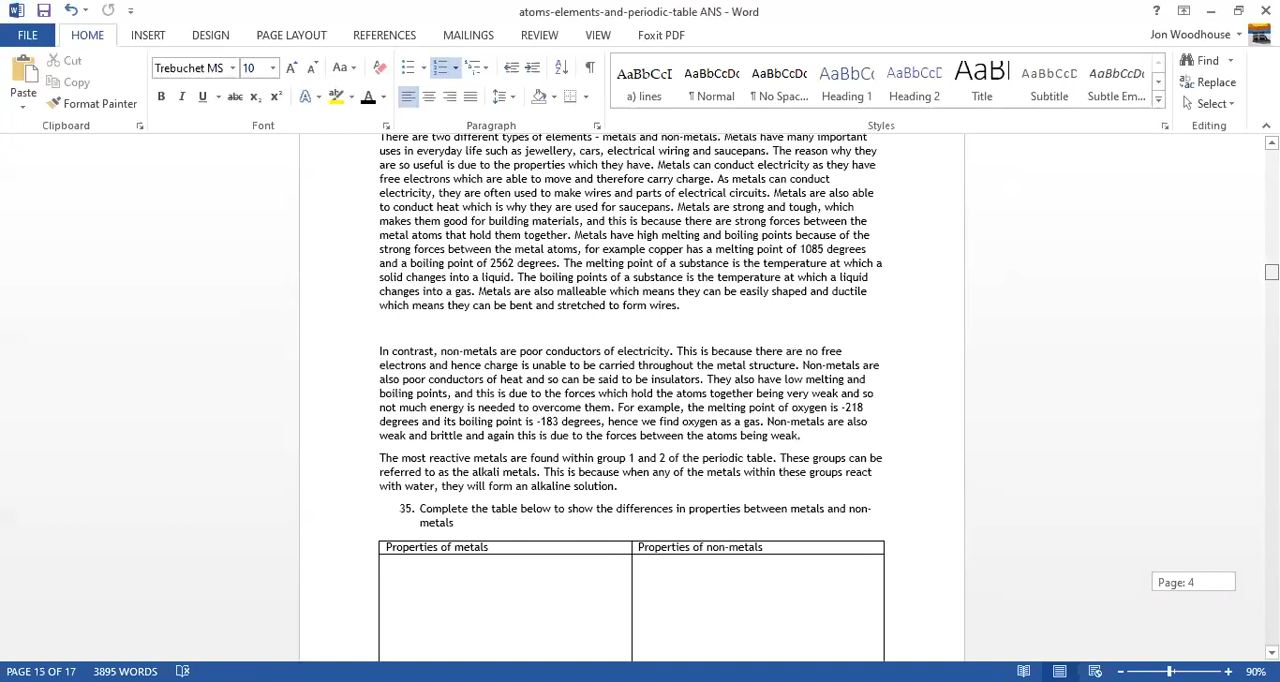 atoms-elements-and-periodic-table ANS - Word
FILE HOME INSERT DESIGN PAGE LAYOUT REFERENCES MAILINGS REVIEW VIEW Foxit PDF Jon Woodhouse
Paste Cut Copy Format Painter
Trebuchet MS 10 Aa
B I U abc x₂ x² A A
AaBbCcI AaBbCcDc AaBbCcDc AaBbCcD AaBbCcD AaBl AaBbCcD AaBbCcDc
a) lines ¶ Normal ¶ No Spac... Heading 1 Heading 2 Title Subtitle Subtle Em...
Find Replace Select
Clipboard Font Paragraph Styles Editing
There are two different types of elements - metals and non-metals. Metals have many important
uses in everyday life such as jewellery, cars, electrical wiring and saucepans. The reason why they
are so useful is due to the properties which they have. Metals can conduct electricity as they have
free electrons which are able to move and therefore carry charge. As metals can conduct
electricity, they are often used to make wires and parts of electrical circuits. Metals are also able
to conduct heat which is why they are used for saucepans. Metals are strong and tough, which
makes them good for building materials, and this is because there are strong forces between the
metal atoms that hold them together. Metals have high melting and boiling points because of the
strong forces between the metal atoms, for example copper has a melting point of 1085 degrees
and a boiling point of 2562 degrees. The melting point of a substance is the temperature at which a
solid changes into a liquid. The boiling points of a substance is the temperature at which a liquid
changes into a gas. Metals are also malleable which means they can be easily shaped and ductile
which means they can be bent and stretched to form wires.
In contrast, non-metals are poor conductors of electricity. This is because there are no free
electrons and hence charge is unable to be carried throughout the metal structure. Non-metals are
also poor conductors of heat and so can be said to be insulators. They also have low melting and
boiling points, and this is due to the forces which hold the atoms together being very weak and so
not much energy is needed to overcome them. For example, the melting point of oxygen is -218
degrees and its boiling point is -183 degrees, hence we find oxygen as a gas. Non-metals are also
weak and brittle and again this is due to the forces between the atoms being weak.
The most reactive metals are found within group 1 and 2 of the periodic table. These groups can be
referred to as the alkali metals. This is because when any of the metals within these groups react
with water, they will form an alkaline solution.
35. Complete the table below to show the differences in properties between metals and non-
metals
Properties of metals Properties of non-metals
Page: 4
PAGE 15 OF 17 3895 WORDS 90%